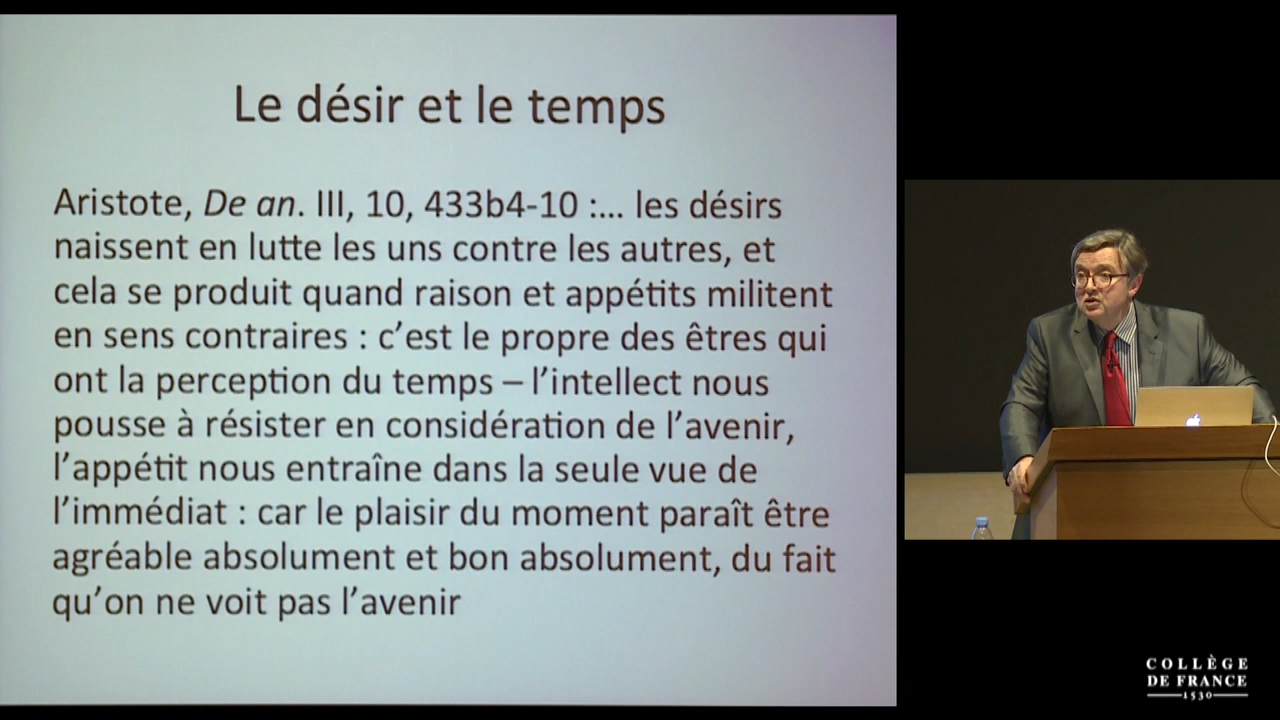 Le désir et le temps
Aristote, De an. III, 10, 433b4-10 :... les désirs
naissent en lutte les uns contre les autres, et
cela se produit quand raison et appétits militent
en sens contraires : c’est le propre des êtres qui
ont la perception du temps – l’intellect nous
pousse à résister en considération de l’avenir,
l’appétit nous entraîne dans la seule vue de
l’immédiat : car le plaisir du moment paraît être
agréable absolument et bon absolument, du fait
qu’on ne voit pas l’avenir
COLLÈGE
DE FRANCE
1530